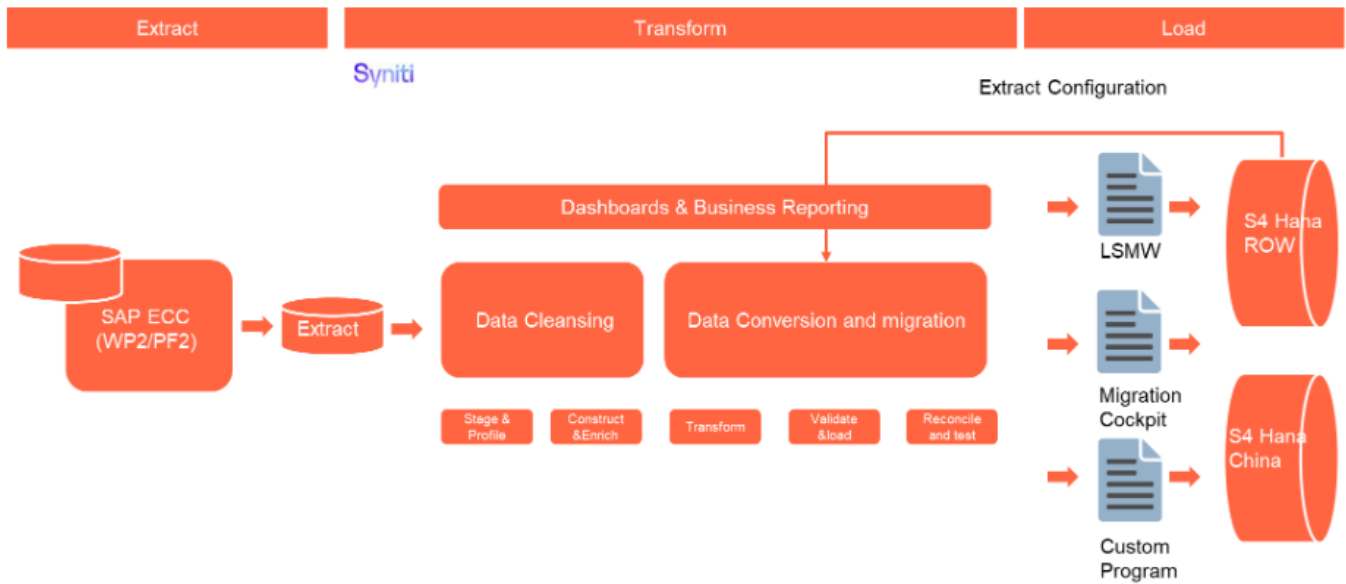 Extract
Transform
Load
Syniti
Extract Configuration
Dashboards & Business Reporting
SAP ECC
(WP2/PF2)
Extract
Data Cleansing
Data Conversion and migration
Stage &
Profile
Construct
&Enrich
Transform
Validate
&load
Reconcile
and test
LSMW
Migration
Cockpit
Custom
Program
S4 Hana
ROW
S4 Hana
China